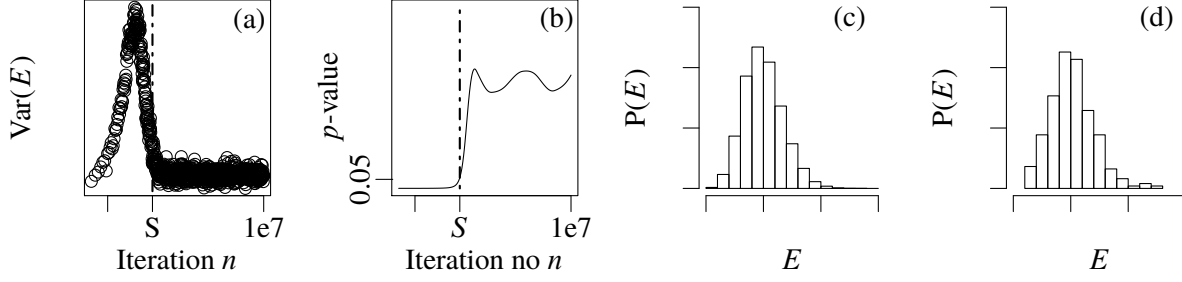 (a)
Var(E)
S
1e7
Iteration n
(b)
p-value
0.05
S
1e7
Iteration no n
(c)
P(E)
E
(d)
P(E)
E